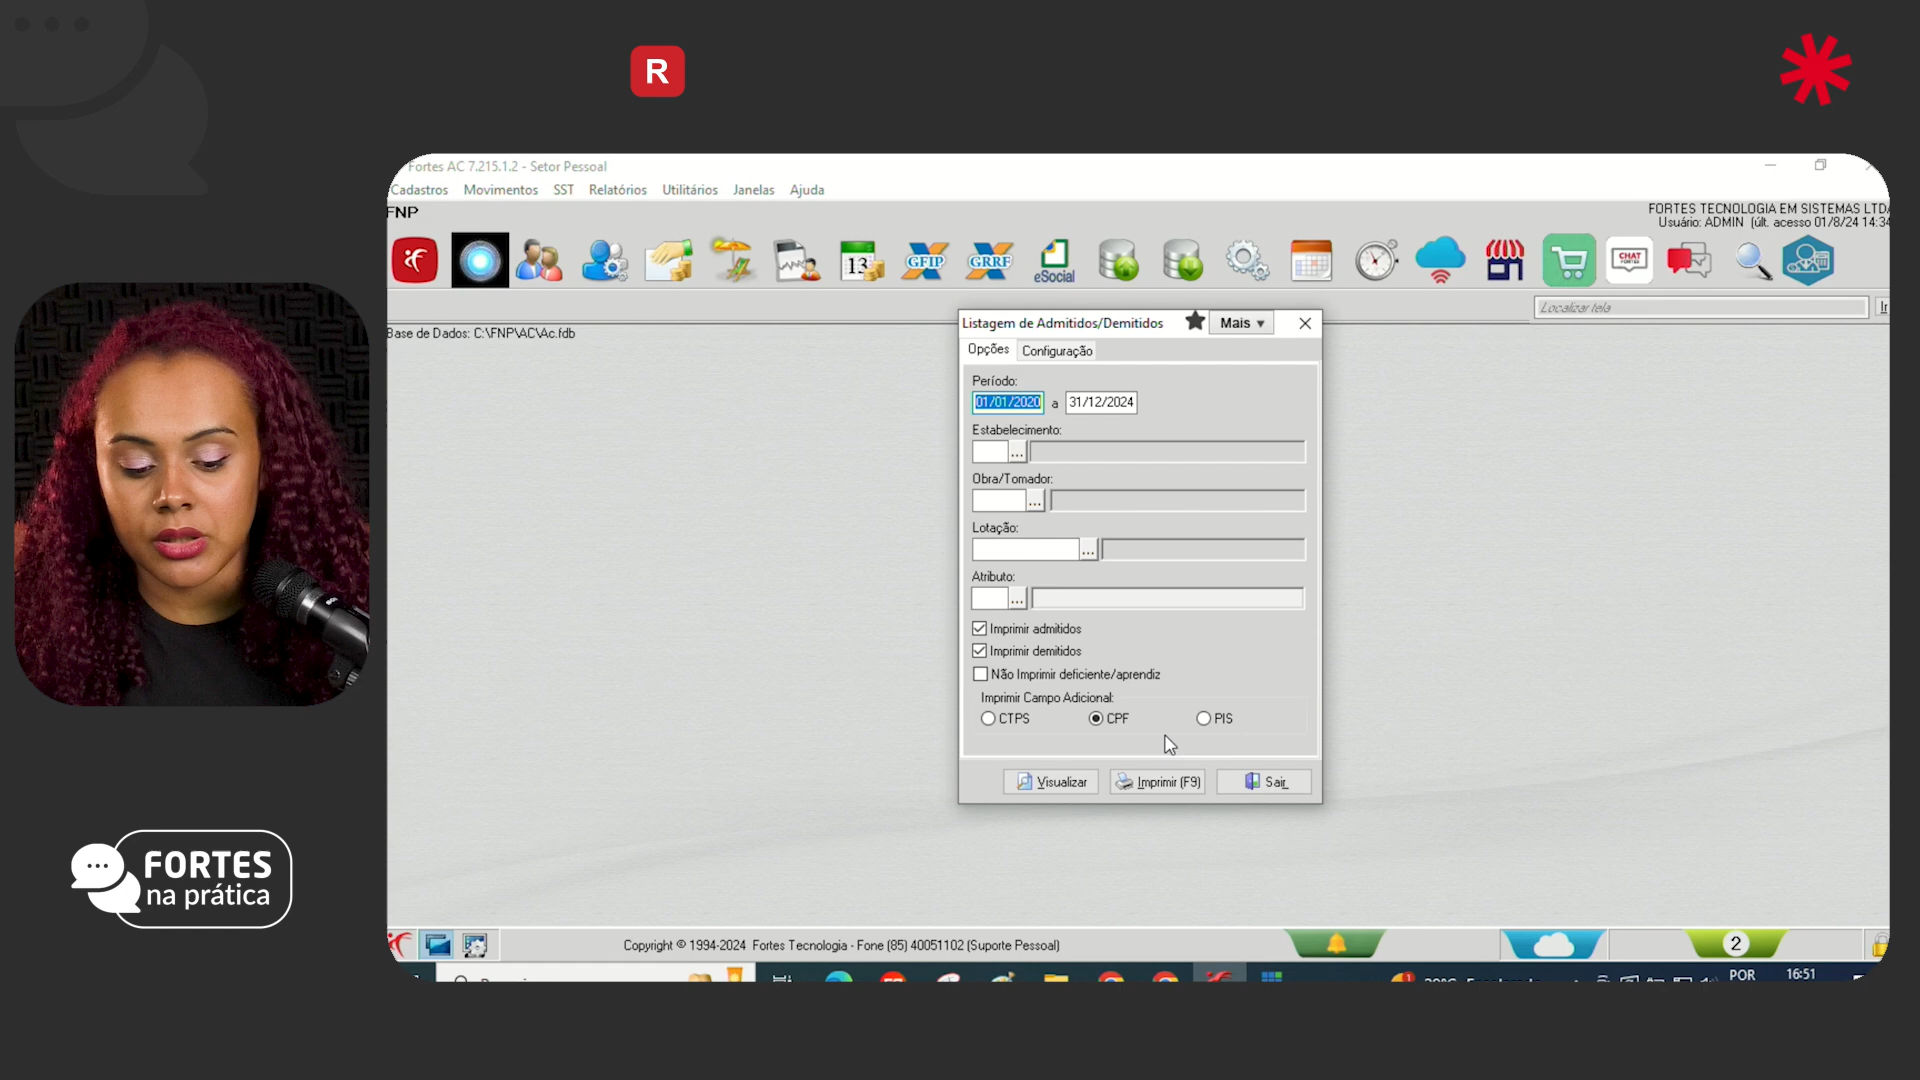 R
Fortes AC 7.215.1.2 - Setor Pessoal
Cadastros Movimentos SST Relatórios Utilitários Janelas Ajuda
FNP
FORTES TECNOLOGIA EM SISTEMAS LTDA
Usuário: ADMIN (últ. acesso 01/8/24 14:34
13
GFIP
GRRF
eSocial
CHAT
Localizar tela
Ir
Base de Dados: C:\FNP\AC\Ac.fdb
Listagem de Admitidos/Demitidos
Mais
Opções Configuração
Período:
01/01/2020 a 31/12/2024
Estabelecimento:
...
Obra/Tomador:
...
Lotação:
...
Atributo:
...
Imprimir admitidos
Imprimir demitidos
Não Imprimir deficiente/aprendiz
Imprimir Campo Adicional:
CTPS CPF PIS
Visualizar Imprimir (F9) Sair
FORTES
na prática
Copyright © 1994-2024 Fortes Tecnologia - Fone (85) 40051102 (Suporte Pessoal)
2
POR
16:51